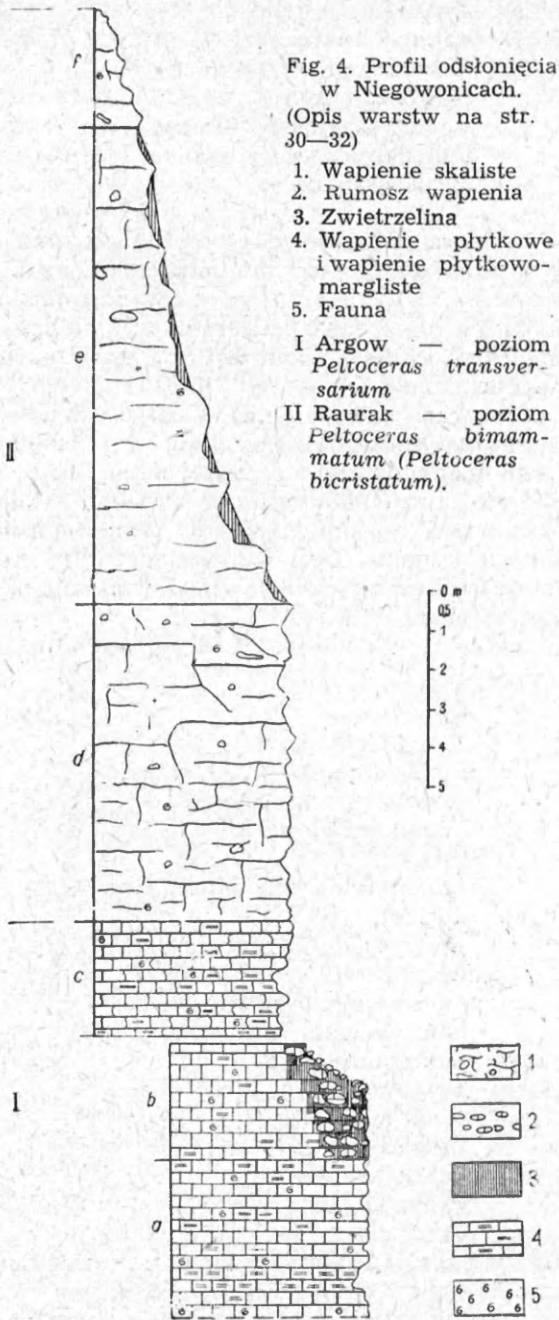 Fig. 4. Profil odsłonięcia
w Niegowonicach.
(Opis warstw na str.
30—32)
1. Wapienie skaliste
2. Rumosz wapienia
3. Zwietrzelina
4. Wapienie płytkowe
i wapienie płytkowo-
margliste
5. Fauna
I Argow — poziom
Peltoceras transver-
sarium
II Raurak — poziom
Peltoceras bimam-
matum (Peltoceras
bicristatum).
f
e
II
0 m
0,5
1
2
3
4
5
d
c
I
b
a
1
2
3
4
5